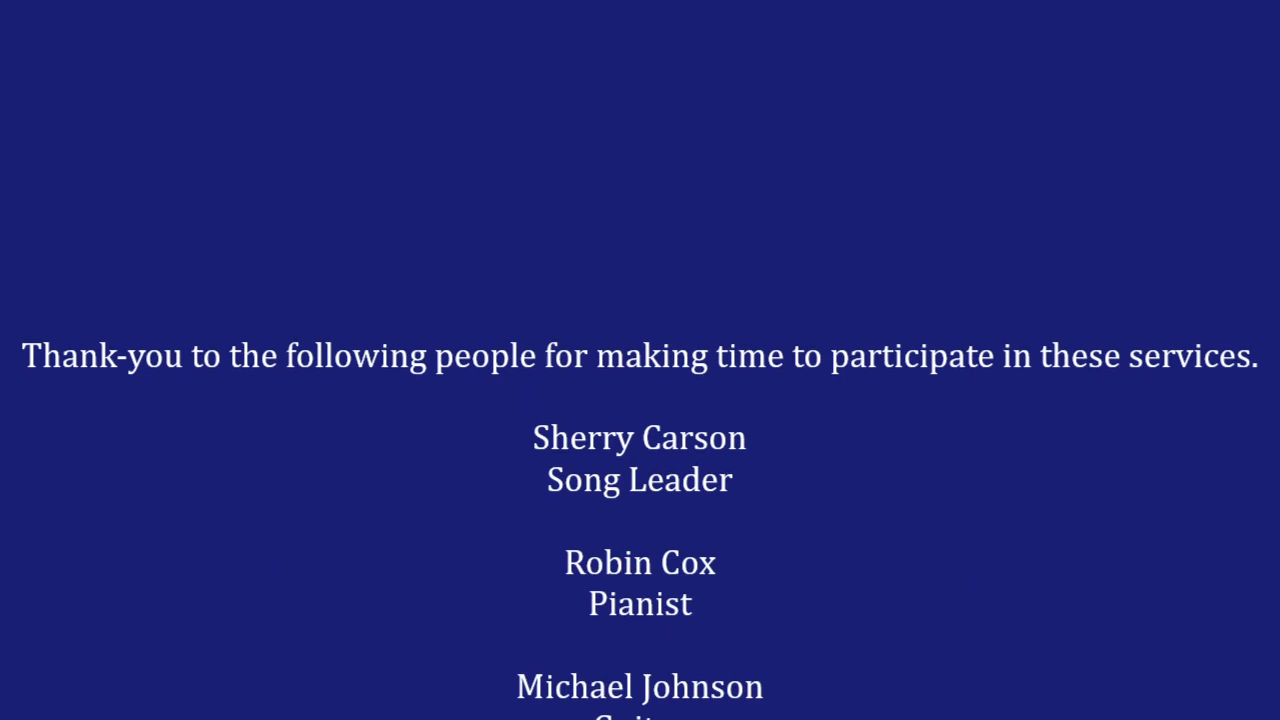 Thank-you to the following people for making time to participate in these services.
Sherry Carson
Song Leader
Robin Cox
Pianist
Michael Johnson